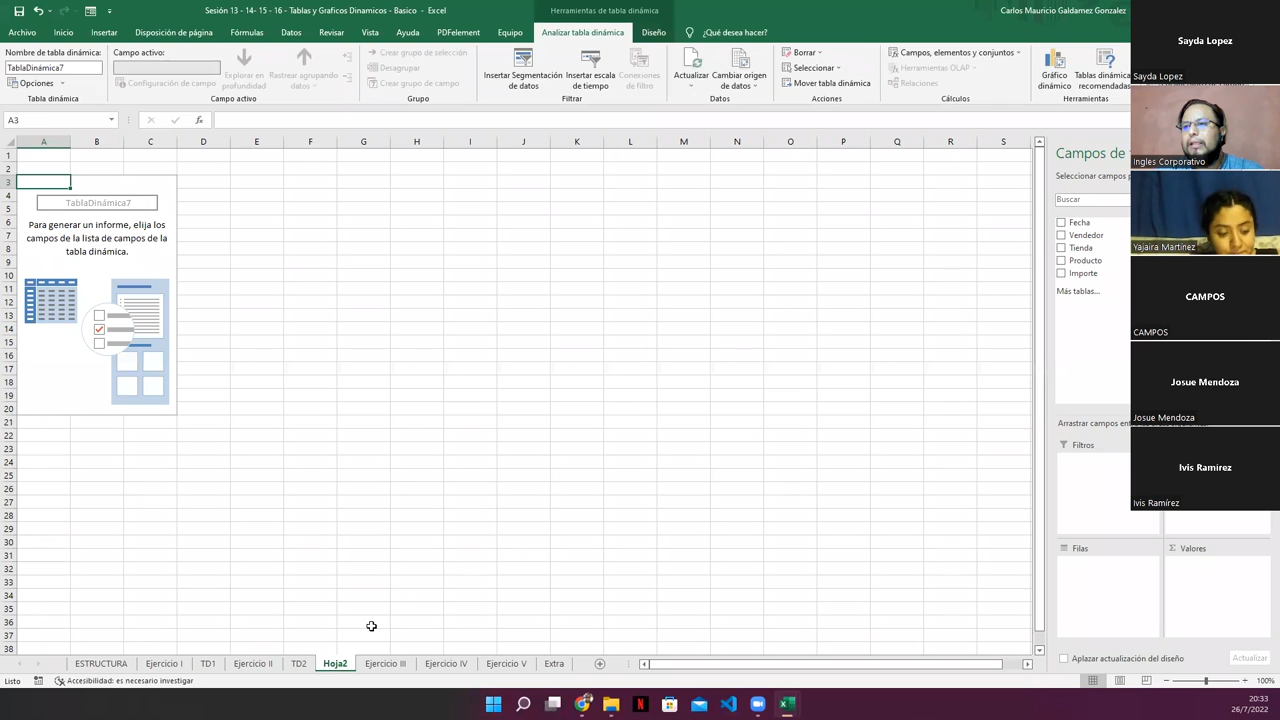 Sesión 13 - 14- 15 - 16 - Tablas y Graficos Dinamicos - Basico - Excel
Herramientas de tabla dinámica
Carlos Mauricio Galdamez Gonzalez
Archivo Inicio Insertar Disposición de página Fórmulas Datos Revisar Vista Ayuda PDFelement Equipo Analizar tabla dinámica Diseño ¿Qué desea hacer?
Nombre de tabla dinámica:
TablaDinámica7
Opciones
Tabla dinámica
Campo activo:
Configuración de campo
Explorar en profundidad
Rastrear agrupando datos
Campo activo
Crear grupo de selección
Desagrupar
Agrupar campo
Grupo
Insertar Segmentación de datos
Insertar escala de tiempo
Conexiones de filtro
Filtrar
Actualizar
Cambiar origen de datos
Datos
Borrar
Seleccionar
Mover tabla dinámica
Acciones
Campos, elementos y conjuntos
Herramientas OLAP
Relaciones
Cálculos
Gráfico dinámico
Tablas dinámicas recomendadas
Herramientas
A3
fx
A B C D E F G H I J K L M N O P Q R S
1
2
3
4
5
6
7
8
9
10
11
12
13
14
15
16
17
18
19
20
21
22
23
24
25
26
27
28
29
30
31
32
33
34
35
36
37
38
TablaDinámica7
Para generar un informe, elija los
campos de la lista de campos de la
tabla dinámica.
Campos de
Seleccionar campos
Buscar
Fecha
Vendedor
Tienda
Producto
Importe
Más tablas...
Arrastrar campos
Filtros
Filas
Σ Valores
Aplazar actualización del diseño
Actualizar
Sayda Lopez
Sayda Lopez
Ingles Corporativo
Yajaira Martínez
CAMPOS
CAMPOS
Josue Mendoza
Josue Mendoza
Ivis Ramirez
Ivis Ramírez
ESTRUCTURA Ejercicio I TD1 Ejercicio II TD2 Hoja2 Ejercicio III Ejercicio IV Ejercicio V Extra
Listo
Accesibilidad: es necesario investigar
100%
20:33
26/7/2022